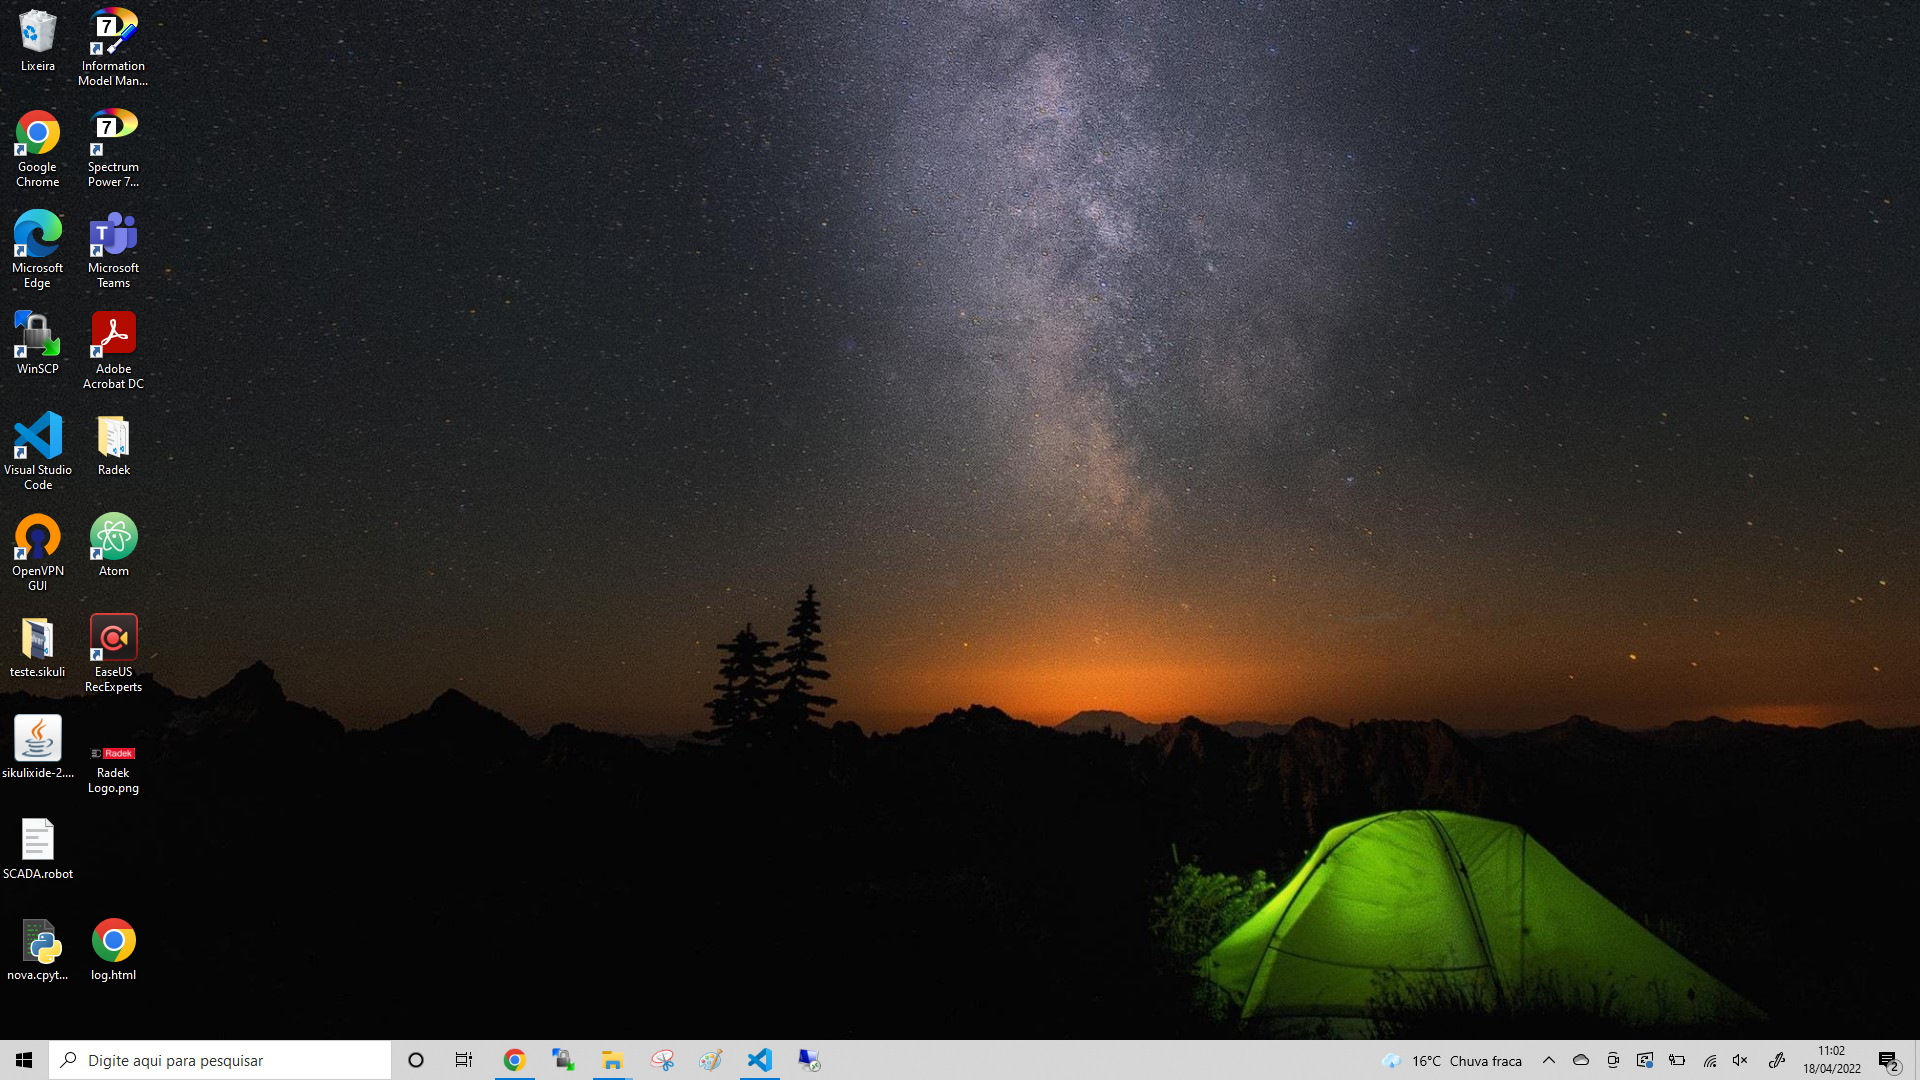 Lixeira
7
Information
Model Man...
Google
Chrome
7
Spectrum
Power 7...
Microsoft
Edge
T
Microsoft
Teams
WinSCP
Adobe
Acrobat DC
Visual Studio
Code
Radek
OpenVPN
GUI
Atom
teste.sikuli
EaseUS
RecExperts
sikulixide-2....
Radek
Radek
Logo.png
SCADA.robot
nova.cpyt...
log.html
Digite aqui para pesquisar
16°C Chuva fraca
11:02
18/04/2022
2